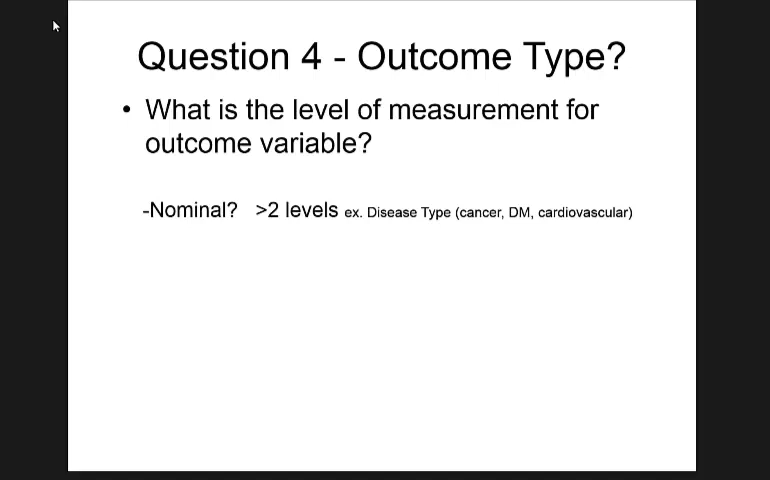 Question 4 - Outcome Type?
• What is the level of measurement for
outcome variable?
-Nominal? >2 levels ex. Disease Type (cancer, DM, cardiovascular)